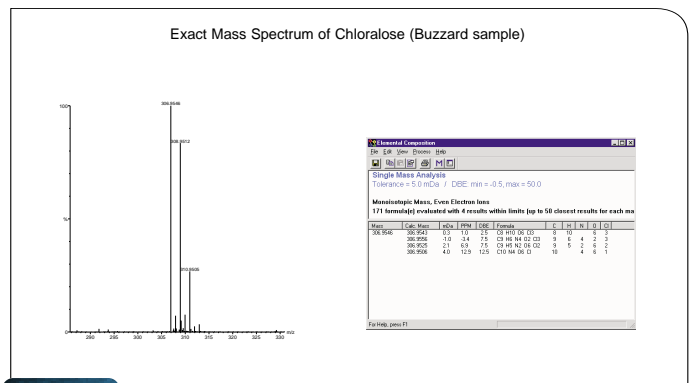 Exact Mass Spectrum of Chloralose (Buzzard sample)
100
306.9546
308.9512
%
310.9505
0
290 295 300 305 310 315 320 325 330 m/z
Elemental Composition
File Edit View Process Help
Single Mass Analysis
Tolerance = 5.0 mDa / DBE: min = -0.5, max = 50.0
Monoisotopic Mass, Even Electron Ions
171 formula(e) evaluated with 4 results within limits (up to 50 closest results for each ma
Mass Calc. Mass mDa PPM DBE Formula C H N O Cl
306.9546 306.9543 0.3 1.0 2.5 C8 H10 O6 Cl3 8 10 6 3
306.9556 -1.0 -3.4 7.5 C9 H6 N4 O2 Cl3 9 6 4 2 3
306.9525 2.1 6.9 7.5 C9 H5 N2 O6 Cl2 9 5 2 6 2
306.9506 4.0 12.9 12.5 C10 N4 O6 Cl 10 4 6 1
For Help, press F1